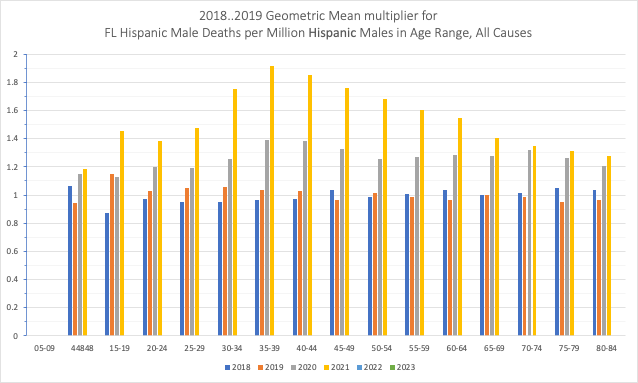 2018..2019 Geometric Mean multiplier for
FL Hispanic Male Deaths per Million Hispanic Males in Age Range, All Causes
2
1.8
1.6
1.4
1.2
1
0.8
0.6
0.4
0.2
0
05-09 44848 15-19 20-24 25-29 30-34 35-39 40-44 45-49 50-54 55-59 60-64 65-69 70-74 75-79 80-84
2018 2019 2020 2021 2022 2023